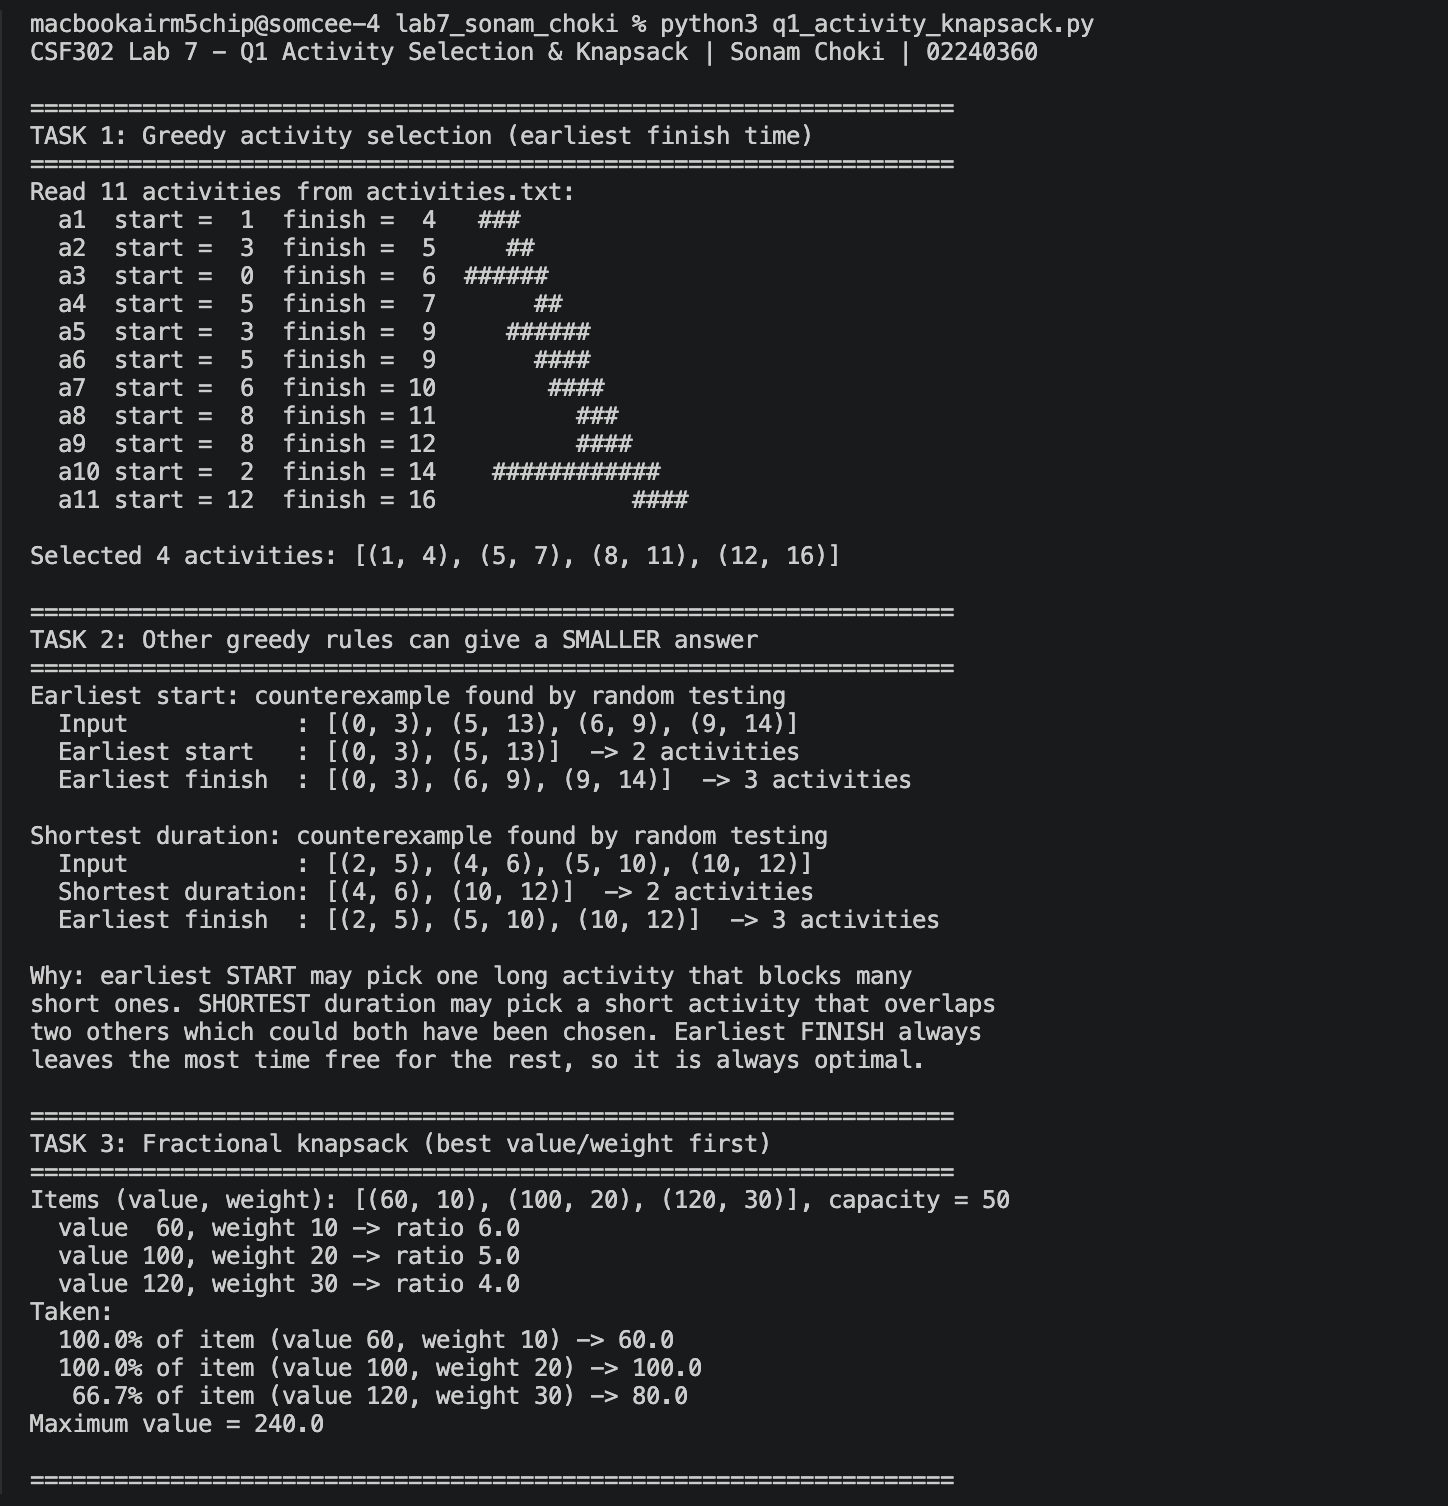 macbookairm5chip@somcee-4 lab7_sonam_choki % python3 q1_activity_knapsack.py
CSF302 Lab 7 - Q1 Activity Selection & Knapsack | Sonam Choki | 02240360

==================================================================
TASK 1: Greedy activity selection (earliest finish time)
==================================================================
Read 11 activities from activities.txt:
  a1  start =  1  finish =  4   ###
  a2  start =  3  finish =  5     ##
  a3  start =  0  finish =  6  ######
  a4  start =  5  finish =  7       ##
  a5  start =  3  finish =  9     ######
  a6  start =  5  finish =  9       ####
  a7  start =  6  finish = 10        ####
  a8  start =  8  finish = 11          ###
  a9  start =  8  finish = 12          ####
  a10 start =  2  finish = 14    ############
  a11 start = 12  finish = 16              ####

Selected 4 activities: [(1, 4), (5, 7), (8, 11), (12, 16)]

==================================================================
TASK 2: Other greedy rules can give a SMALLER answer
==================================================================
Earliest start: counterexample found by random testing
  Input            : [(0, 3), (5, 13), (6, 9), (9, 14)]
  Earliest start   : [(0, 3), (5, 13)]  -> 2 activities
  Earliest finish  : [(0, 3), (6, 9), (9, 14)]  -> 3 activities

Shortest duration: counterexample found by random testing
  Input            : [(2, 5), (4, 6), (5, 10), (10, 12)]
  Shortest duration: [(4, 6), (10, 12)]  -> 2 activities
  Earliest finish  : [(2, 5), (5, 10), (10, 12)]  -> 3 activities

Why: earliest START may pick one long activity that blocks many
short ones. SHORTEST duration may pick a short activity that overlaps
two others which could both have been chosen. Earliest FINISH always
leaves the most time free for the rest, so it is always optimal.

==================================================================
TASK 3: Fractional knapsack (best value/weight first)
==================================================================
Items (value, weight): [(60, 10), (100, 20), (120, 30)], capacity = 50
  value  60, weight 10 -> ratio 6.0
  value 100, weight 20 -> ratio 5.0
  value 120, weight 30 -> ratio 4.0
Taken:
  100.0% of item (value 60, weight 10) -> 60.0
  100.0% of item (value 100, weight 20) -> 100.0
   66.7% of item (value 120, weight 30) -> 80.0
Maximum value = 240.0

==================================================================